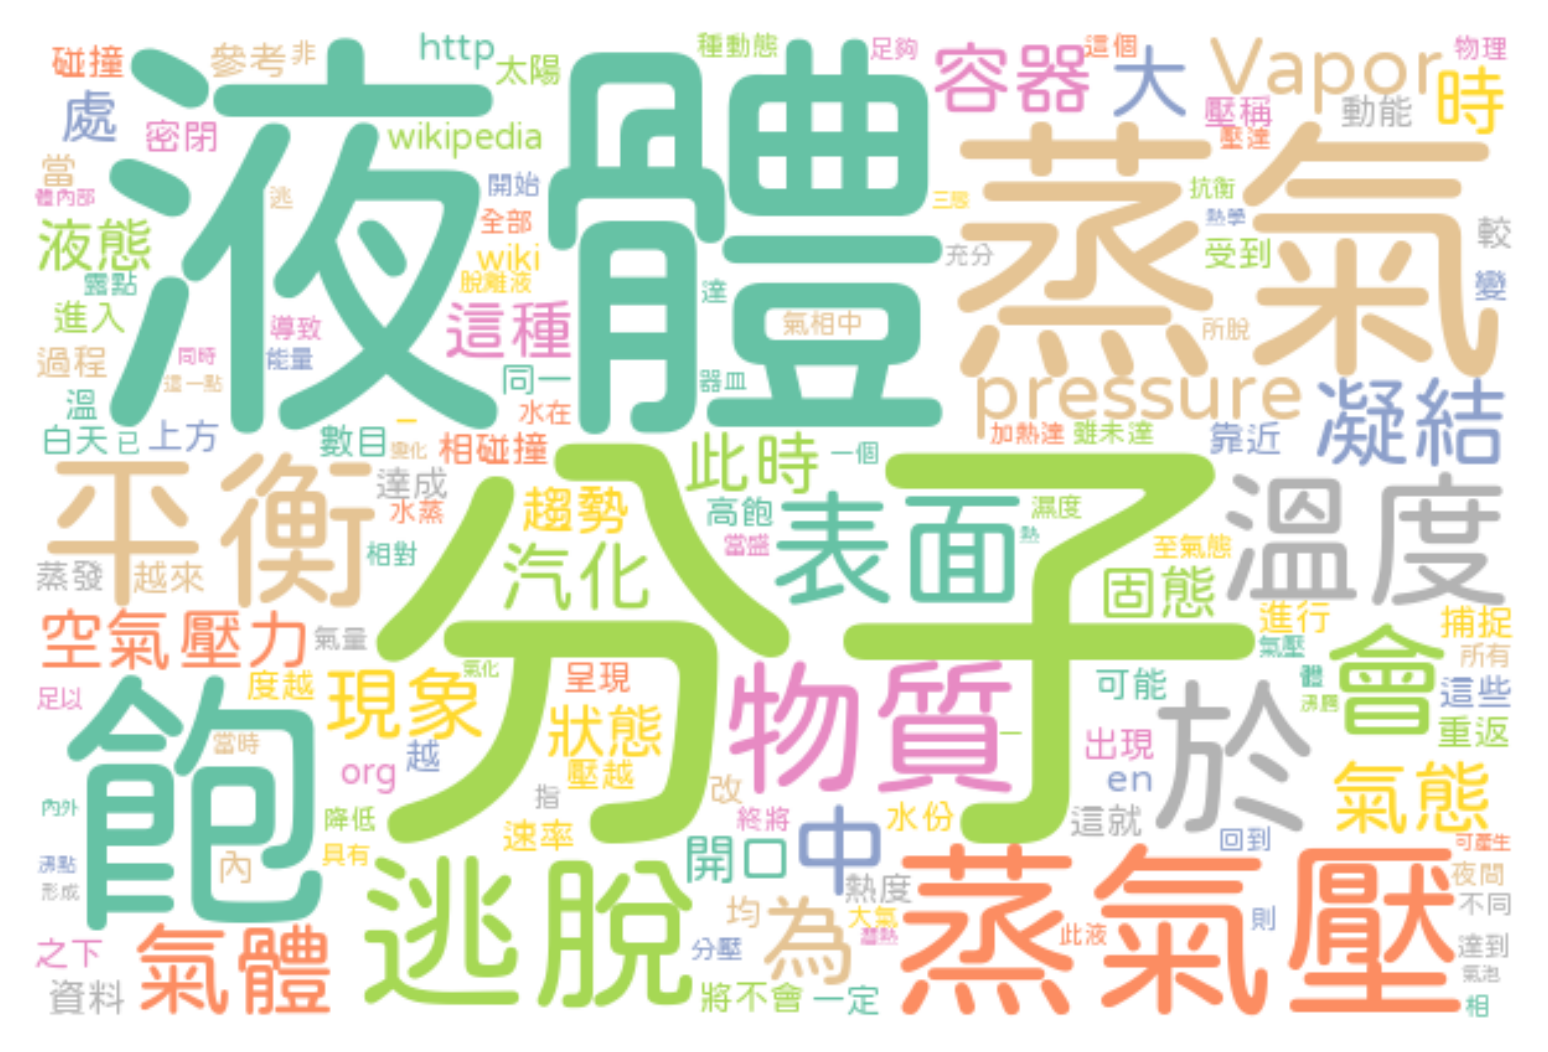 碰撞
參考
非
http
太陽
種動態
足夠
容器
這個
大
Vapor
物理
時
處
密閉
wikipedia
液體
壓稱
動能
壓達
蒸氣
當
體內部
逃
開始
全部
三態
抗衡
熱學
較
液態
露點
wiki
脫離液
充分
受到
變
進入
導致
這種
達
氣相中
所脫
過程
同時
這一點
能量
同一
器皿
pressure
凝結
溫
水在
白天
已
上方
數目
一
變化
相碰撞
此時
一個
加熱達
雖未達
靠近
平衡
達成
水蒸
趨勢
分子
高飽
當盛
表面
濕度
熱
溫度
相對
汽化
至氣態
蒸發
越來
固態
空氣壓力
氣量
進行
氣壓
捕捉
所有
會
足以
度越
現象
氣化
呈現
物質
一
可能
體
沸騰
這些
重返
飽
當時
狀態
壓越
org
越
出現
en
於
氣態
內外
降低
指
改
終將
中
水份
這就
回到
可產生
沸點
內
具有
速率
開口
形成
逃脫
熱度
蒸氣壓
夜間
不同
均
為
大氣
潛熱
此液
則
之下
氣體
分壓
達到
氣泡
資料
將不會
一定
相